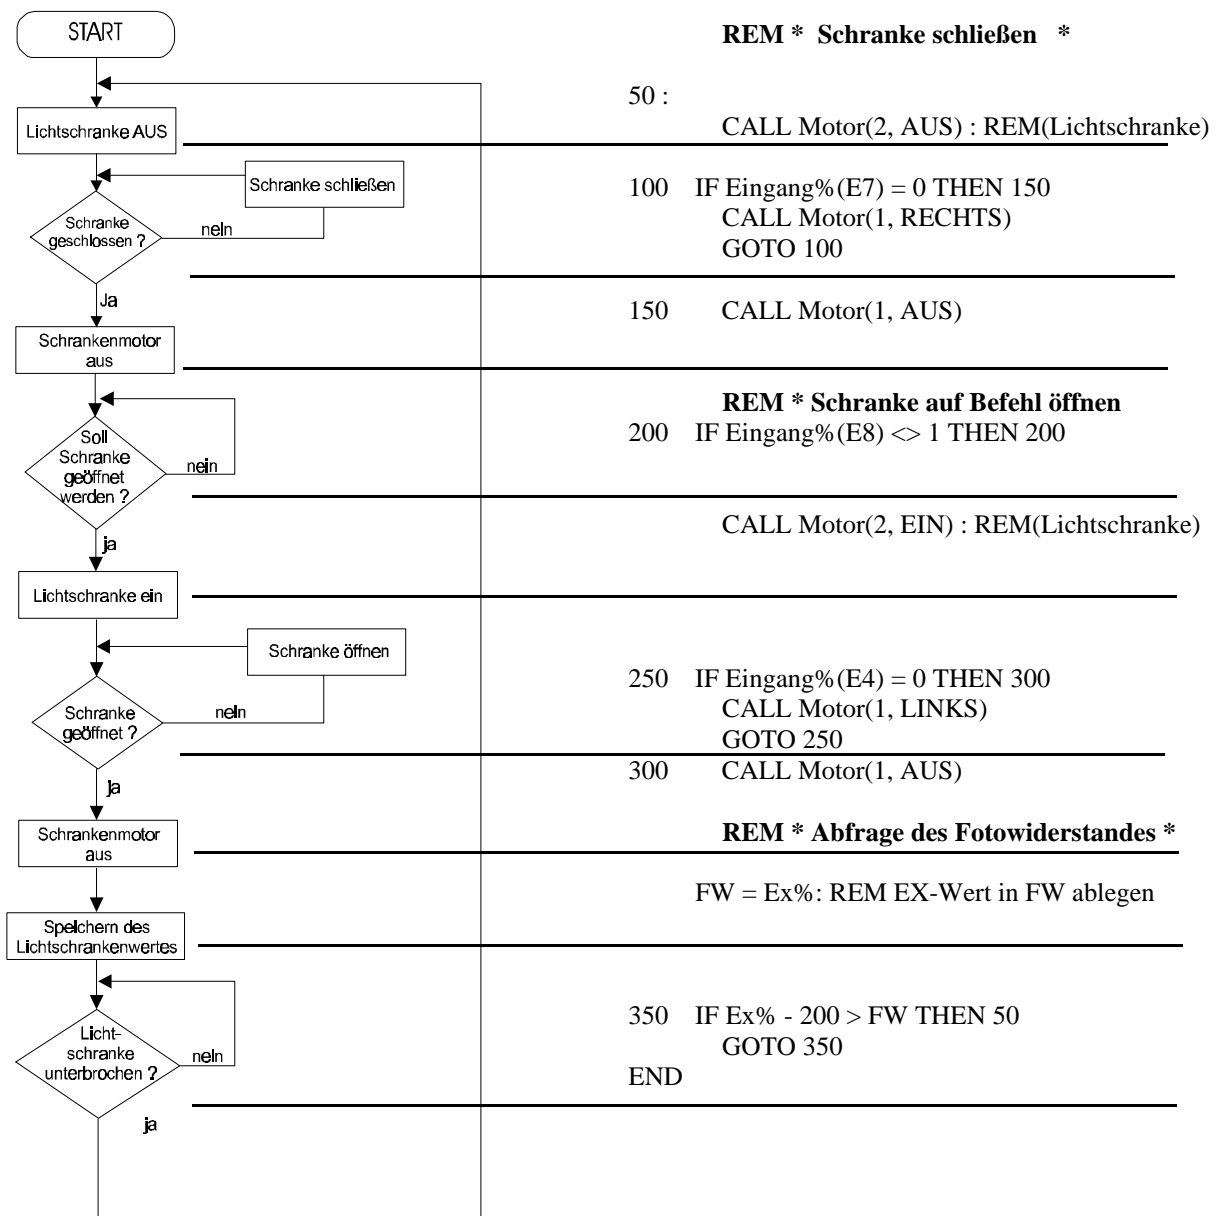 START
Lichtschranke AUS
Schranke schließen
Schranke
geschlossen ?
nein
Ja
Schrankenmotor
aus
Soll
Schranke
geöffnet
werden ?
nein
ja
Lichtschranke ein
Schranke öffnen
Schranke
geöffnet ?
nein
ja
Schrankenmotor
aus
Speichern des
Lichtschrankenwertes
Licht-
schranke
unterbrochen ?
nein
ja
REM * Schranke schließen *
50 :
CALL Motor(2, AUS) : REM(Lichtschranke)
100 IF Eingang%(E7) = 0 THEN 150
CALL Motor(1, RECHTS)
GOTO 100
150 CALL Motor(1, AUS)
REM * Schranke auf Befehl öffnen
200 IF Eingang%(E8) <> 1 THEN 200
CALL Motor(2, EIN) : REM(Lichtschranke)
250 IF Eingang%(E4) = 0 THEN 300
CALL Motor(1, LINKS)
GOTO 250
300 CALL Motor(1, AUS)
REM * Abfrage des Fotowiderstandes *
FW = Ex%: REM EX-Wert in FW ablegen
350 IF Ex% - 200 > FW THEN 50
GOTO 350
END